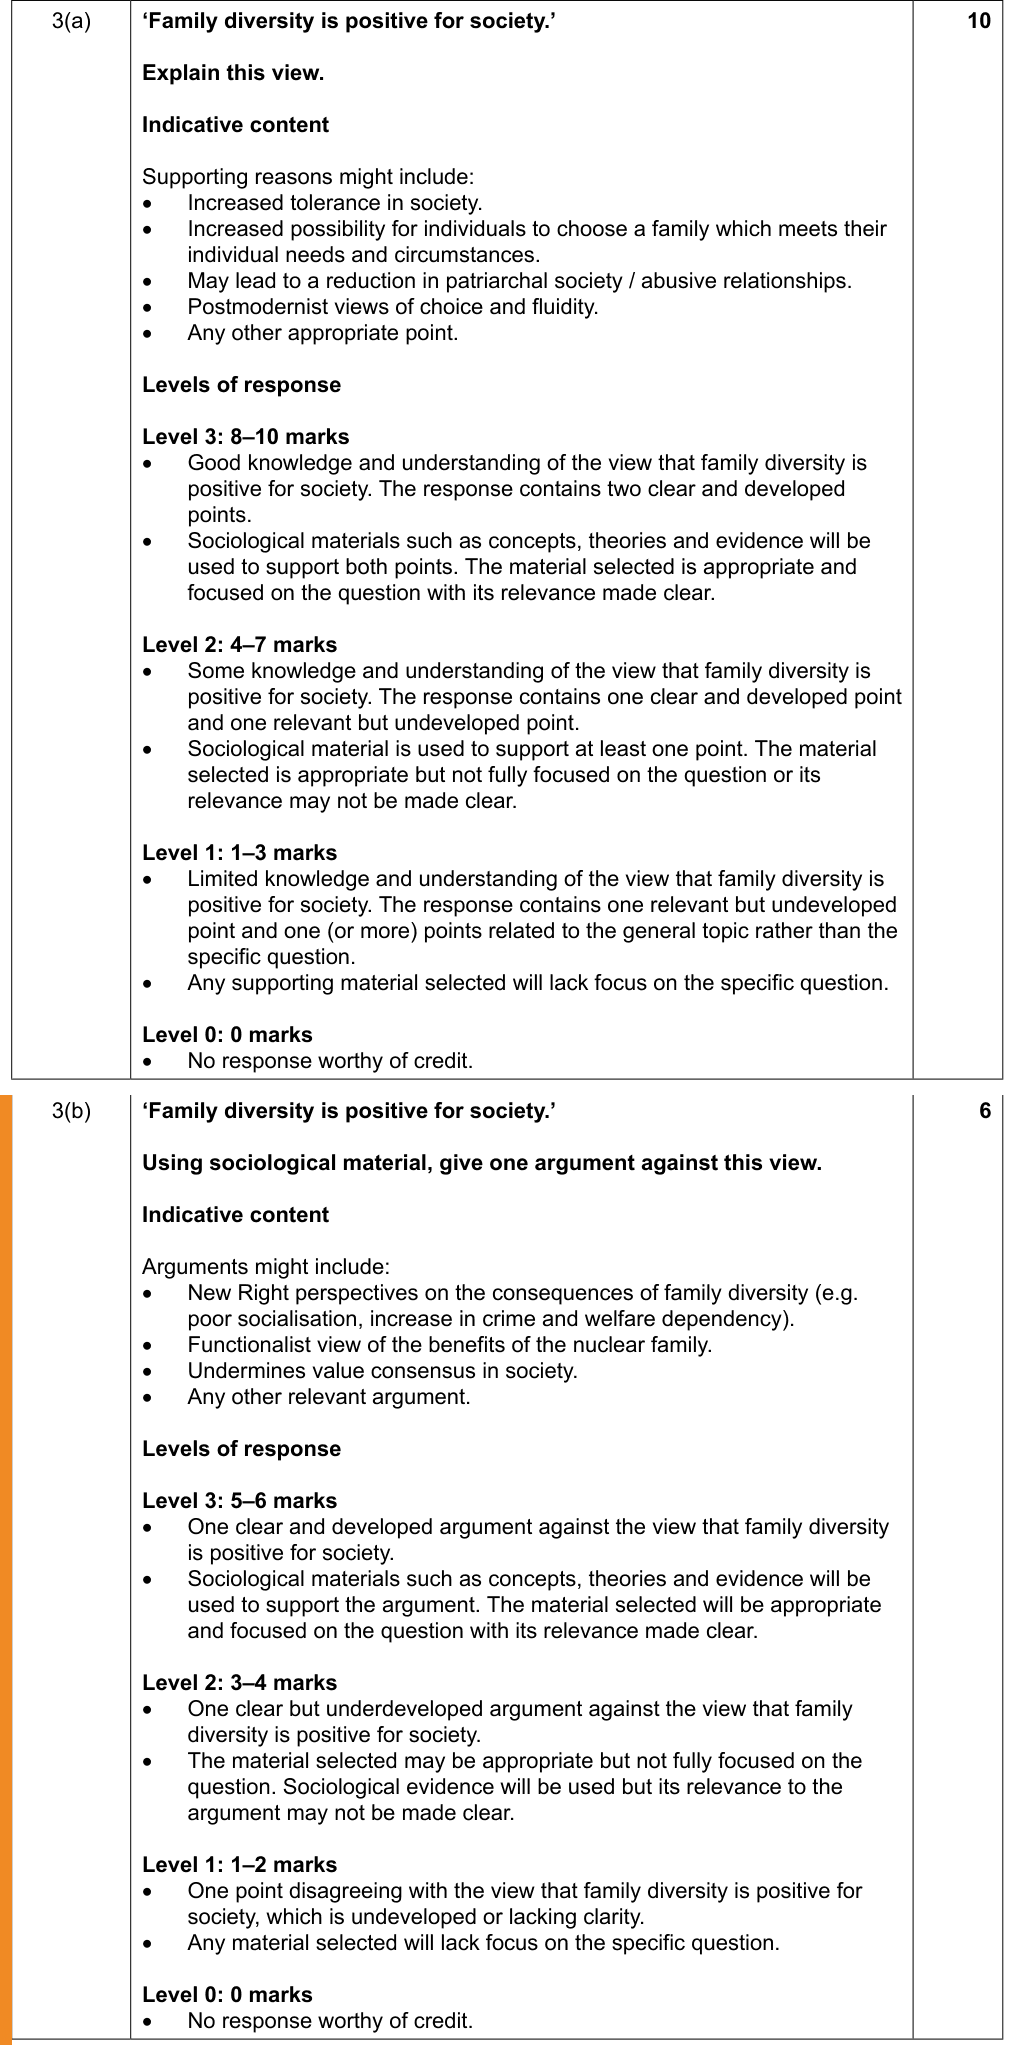 3(a) ‘Family diversity is positive for society.’ 10
Explain this view.
Indicative content
Supporting reasons might include:
• Increased tolerance in society.
• Increased possibility for individuals to choose a family which meets their
individual needs and circumstances.
• May lead to a reduction in patriarchal society / abusive relationships.
• Postmodernist views of choice and fluidity.
• Any other appropriate point.
Levels of response
Level 3: 8–10 marks
• Good knowledge and understanding of the view that family diversity is
positive for society. The response contains two clear and developed
points.
• Sociological materials such as concepts, theories and evidence will be
used to support both points. The material selected is appropriate and
focused on the question with its relevance made clear.
Level 2: 4–7 marks
• Some knowledge and understanding of the view that family diversity is
positive for society. The response contains one clear and developed point
and one relevant but undeveloped point.
• Sociological material is used to support at least one point. The material
selected is appropriate but not fully focused on the question or its
relevance may not be made clear.
Level 1: 1–3 marks
• Limited knowledge and understanding of the view that family diversity is
positive for society. The response contains one relevant but undeveloped
point and one (or more) points related to the general topic rather than the
specific question.
• Any supporting material selected will lack focus on the specific question.
Level 0: 0 marks
• No response worthy of credit.
3(b) ‘Family diversity is positive for society.’ 6
Using sociological material, give one argument against this view.
Indicative content
Arguments might include:
• New Right perspectives on the consequences of family diversity (e.g.
poor socialisation, increase in crime and welfare dependency).
• Functionalist view of the benefits of the nuclear family.
• Undermines value consensus in society.
• Any other relevant argument.
Levels of response
Level 3: 5–6 marks
• One clear and developed argument against the view that family diversity
is positive for society.
• Sociological materials such as concepts, theories and evidence will be
used to support the argument. The material selected will be appropriate
and focused on the question with its relevance made clear.
Level 2: 3–4 marks
• One clear but underdeveloped argument against the view that family
diversity is positive for society.
• The material selected may be appropriate but not fully focused on the
question. Sociological evidence will be used but its relevance to the
argument may not be made clear.
Level 1: 1–2 marks
• One point disagreeing with the view that family diversity is positive for
society, which is undeveloped or lacking clarity.
• Any material selected will lack focus on the specific question.
Level 0: 0 marks
• No response worthy of credit.